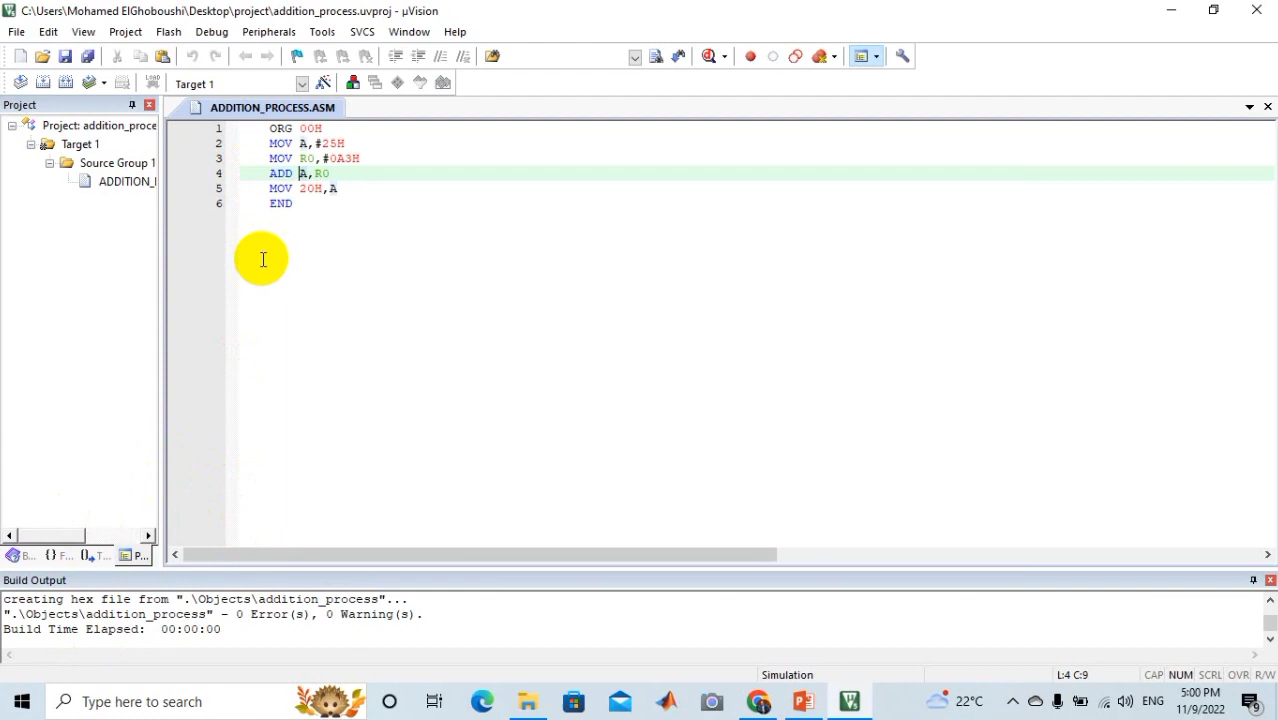 C:\Users\Mohamed ElGhoboushi\Desktop\project\addition_process.uvproj - µVision
File Edit View Project Flash Debug Peripherals Tools SVCS Window Help
LOAD Target 1
Project
ADDITION_PROCESS.ASM
Project: addition_proce
Target 1
Source Group 1
ADDITION_I
1 ORG 00H
2 MOV A,#25H
3 MOV R0,#0A3H
4 ADD A,R0
5 MOV 20H,A
6 END
B... {} F... T... P...
Build Output
creating hex file from ".\Objects\addition_process"...
".\Objects\addition_process" - 0 Error(s), 0 Warning(s).
Build Time Elapsed: 00:00:00
Simulation L:4 C:9 CAP NUM SCRL OVR R/W
Type here to search
22°C ENG 5:00 PM
11/9/2022 9